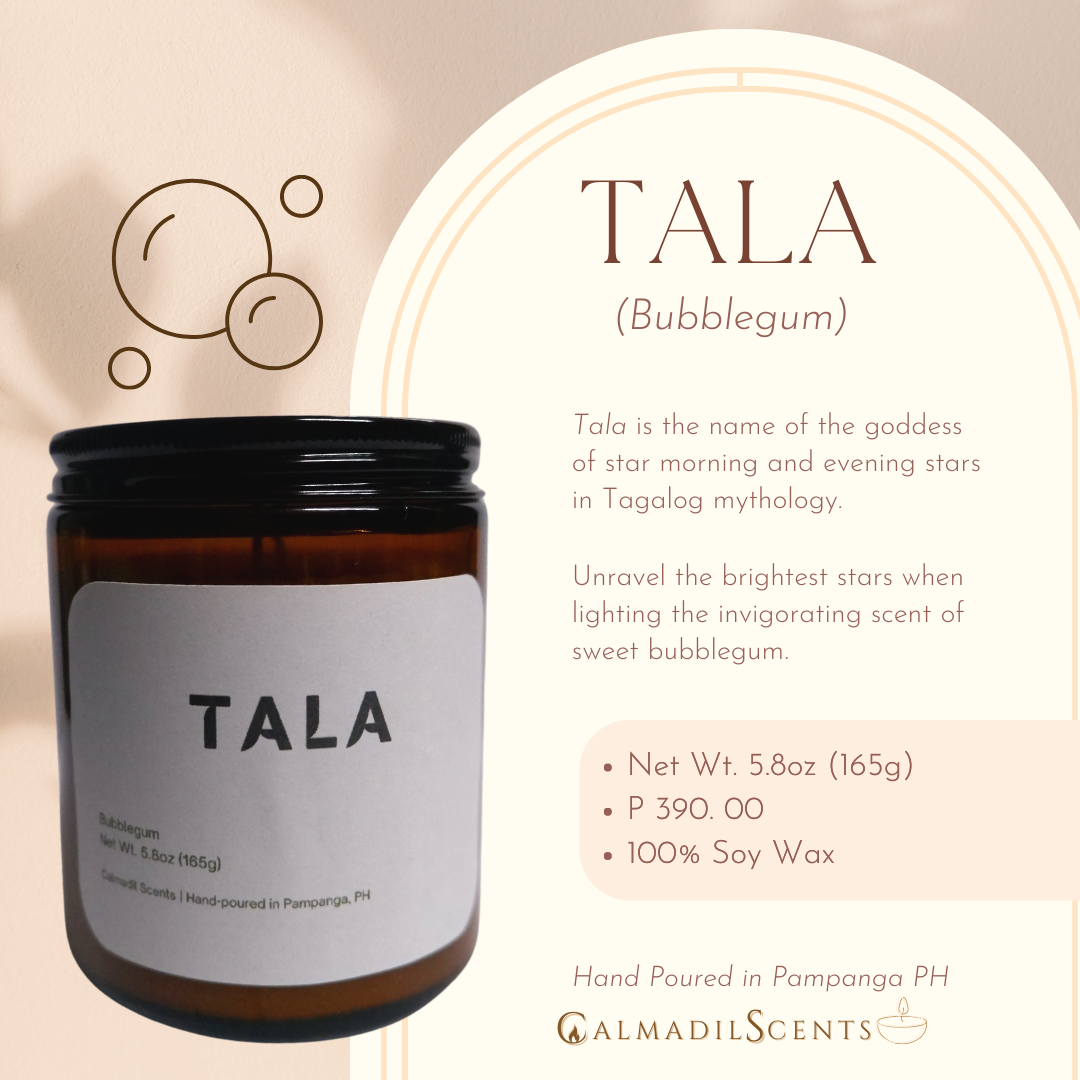 TALA
(Bubblegum)
Tala is the name of the goddess
of star morning and evening stars
in Tagalog mythology.
Unravel the brightest stars when
lighting the invigorating scent of
sweet bubblegum.
• Net Wt. 5.8oz (165g)
• P 390. 00
• 100% Soy Wax
Hand Poured in Pampanga PH
CALMADILSCENTS
TALA
Bubblegum
Net Wt. 5.8oz (165g)
Calmadil Scents | Hand-poured in Pampanga, PH